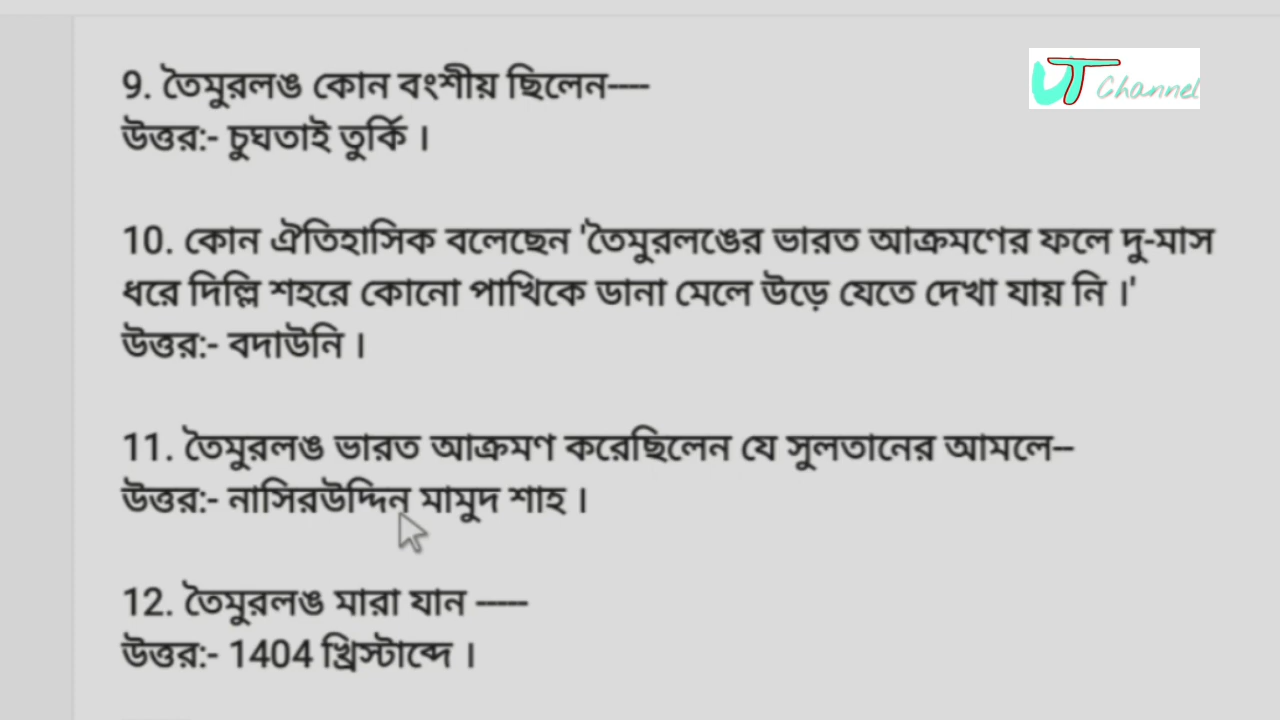 UT Channel
9. তৈমুরলঙ কোন বংশীয় ছিলেন----
উত্তর:- চুঘতাই তুর্কি ।
10. কোন ঐতিহাসিক বলেছেন 'তৈমুরলঙের ভারত আক্রমণের ফলে দু-মাস
ধরে দিল্লি শহরে কোনো পাখিকে ডানা মেলে উড়ে যেতে দেখা যায় নি ।'
উত্তর:- বদাউনি ।
11. তৈমুরলঙ ভারত আক্রমণ করেছিলেন যে সুলতানের আমলে--
উত্তর:- নাসিরউদ্দিন মামুদ শাহ ।
12. তৈমুরলঙ মারা যান -----
উত্তর:- 1404 খ্রিস্টাব্দে ।